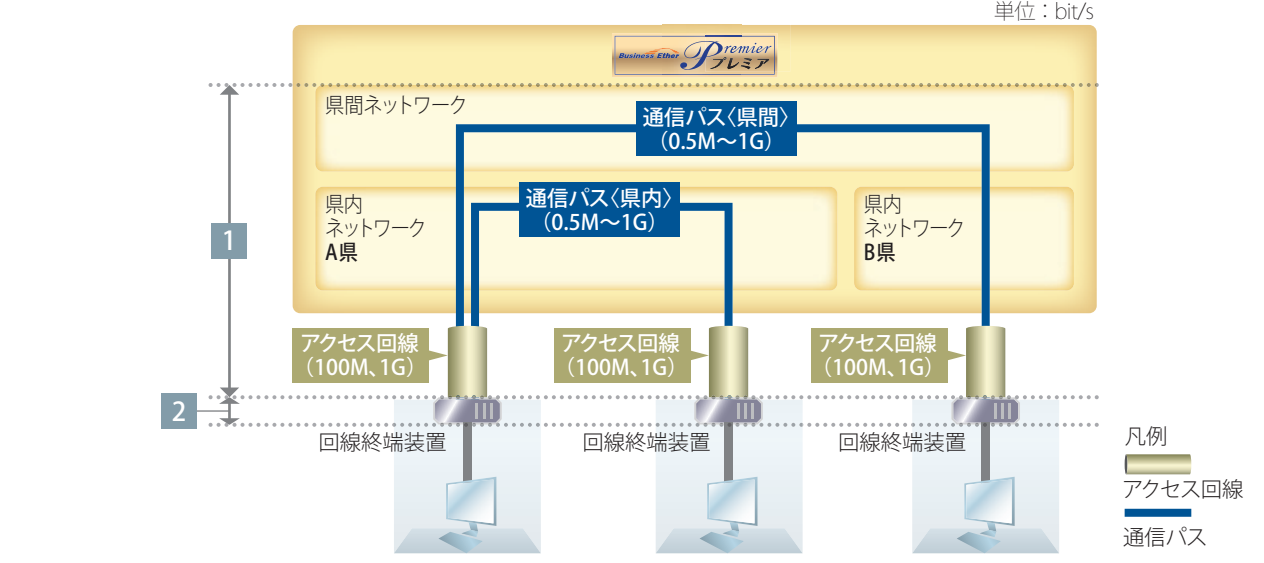 単位：bit/s
Business Ether Premier
プレミア
県間ネットワーク
通信パス〈県間〉
（0.5M～1G）
県内
ネットワーク
A県
通信パス〈県内〉
（0.5M～1G）
県内
ネットワーク
B県
1
アクセス回線
（100M、1G）
アクセス回線
（100M、1G）
アクセス回線
（100M、1G）
2
回線終端装置
回線終端装置
回線終端装置
凡例
アクセス回線
通信パス